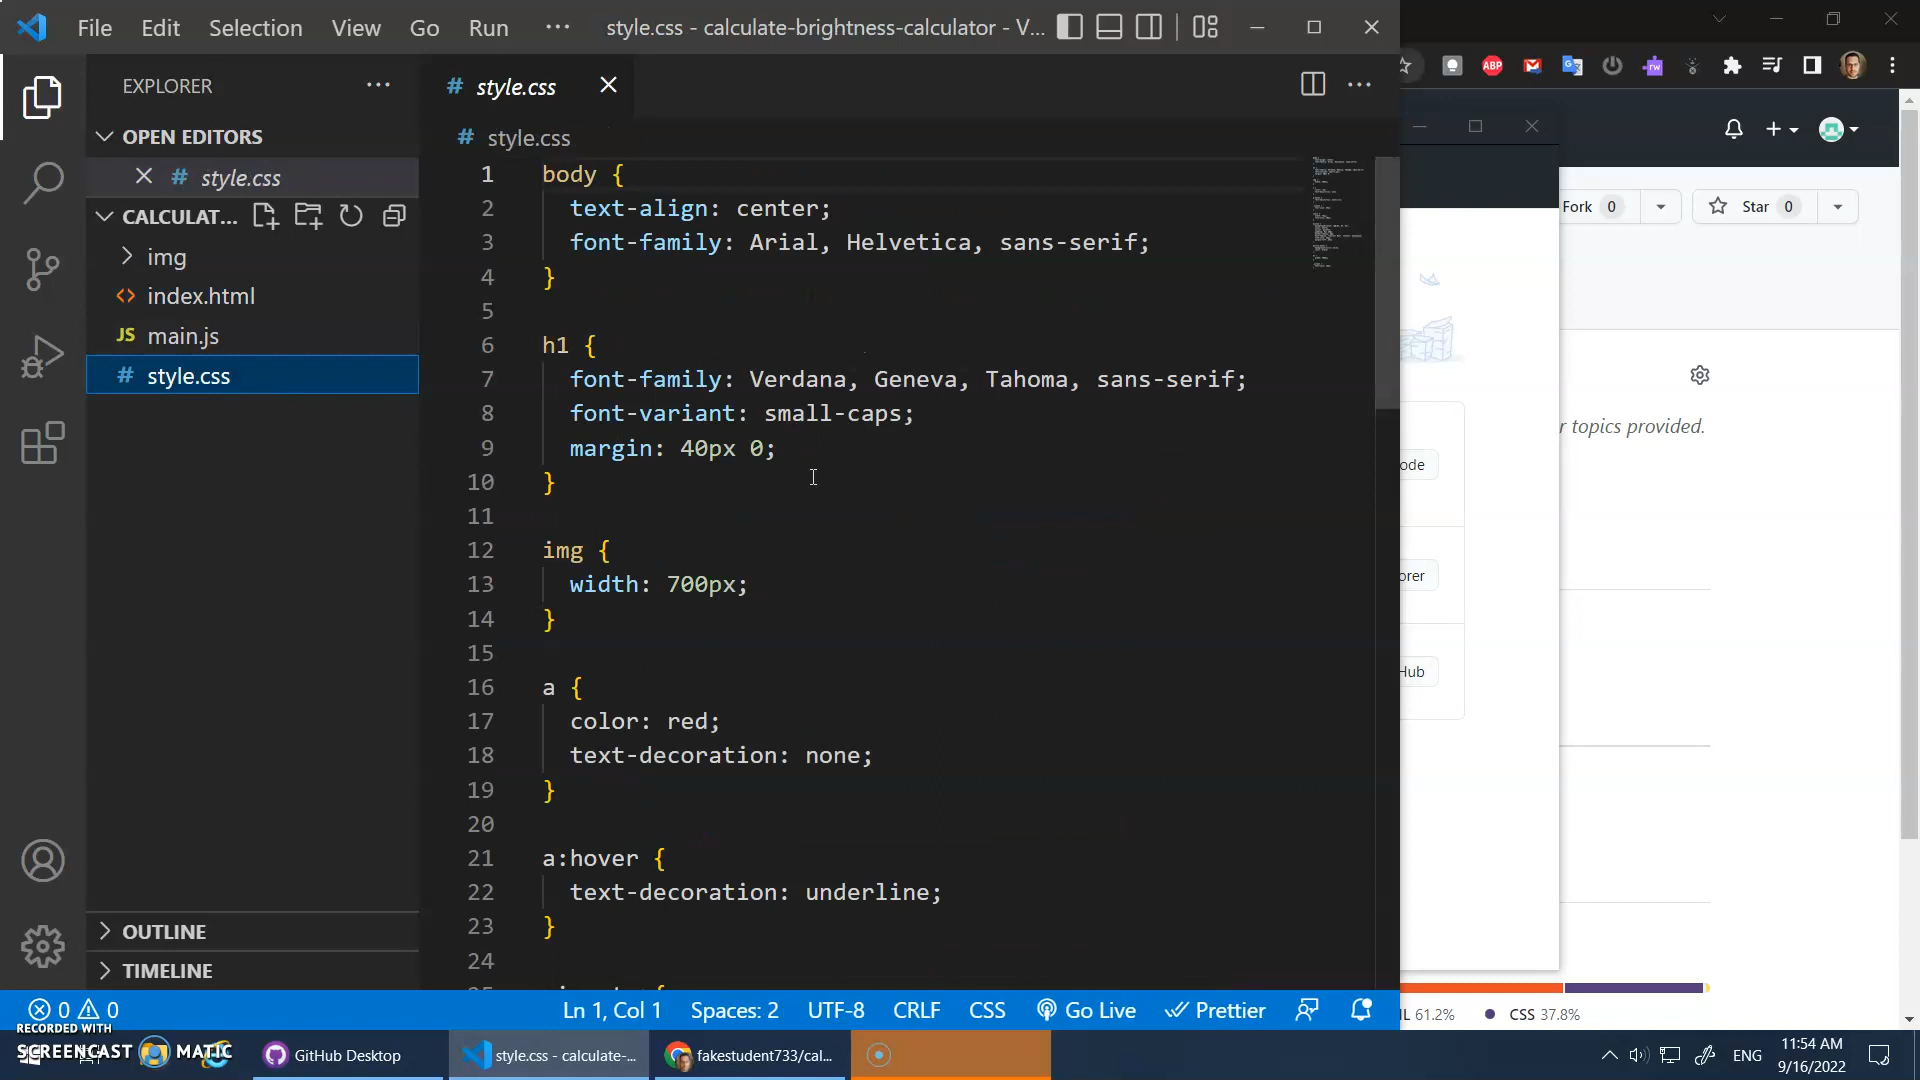 File Edit Selection View Go Run ··· style.css - calculate-brightness-calculator - V...
EXPLORER
OPEN EDITORS
# style.css
CALCULAT...
img
index.html
JS main.js
# style.css
OUTLINE
TIMELINE
# style.css
# style.css
1 body {
2 text-align: center;
3 font-family: Arial, Helvetica, sans-serif;
4 }
5
6 h1 {
7 font-family: Verdana, Geneva, Tahoma, sans-serif;
8 font-variant: small-caps;
9 margin: 40px 0;
10 }
11
12 img {
13 width: 700px;
14 }
15
16 a {
17 color: red;
18 text-decoration: none;
19 }
20
21 a:hover {
22 text-decoration: underline;
23 }
24
ABP
Fork 0
Star 0
r topics provided.
ode
orer
Hub
0 0
Ln 1, Col 1 Spaces: 2 UTF-8 CRLF CSS Go Live Prettier
IL 61.2% CSS 37.8%
RECORDED WITH
SCREENCAST MATIC
GitHub Desktop
style.css - calculate-...
fakestudent733/cal...
ENG
11:54 AM
9/16/2022